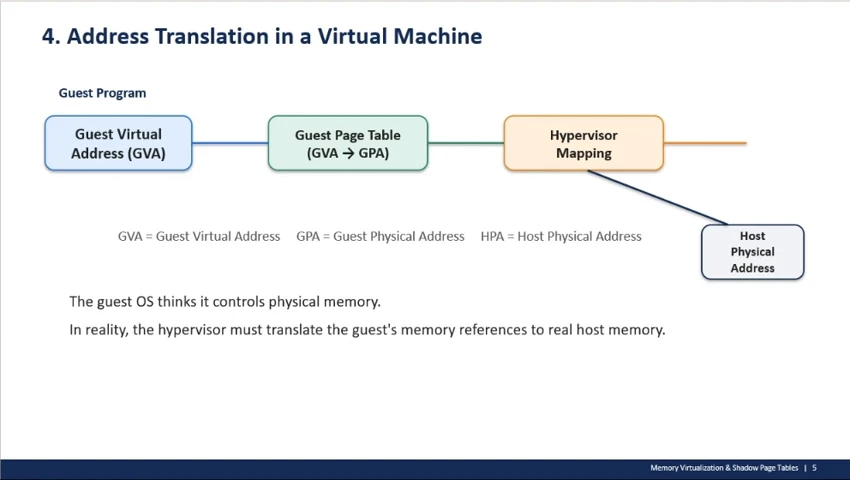 4. Address Translation in a Virtual Machine
Guest Program
Guest Virtual
Address (GVA)
Guest Page Table
(GVA → GPA)
Hypervisor
Mapping
GVA = Guest Virtual Address GPA = Guest Physical Address HPA = Host Physical Address
Host
Physical
Address
The guest OS thinks it controls physical memory.
In reality, the hypervisor must translate the guest's memory references to real host memory.
Memory Virtualization & Shadow Page Tables | 5